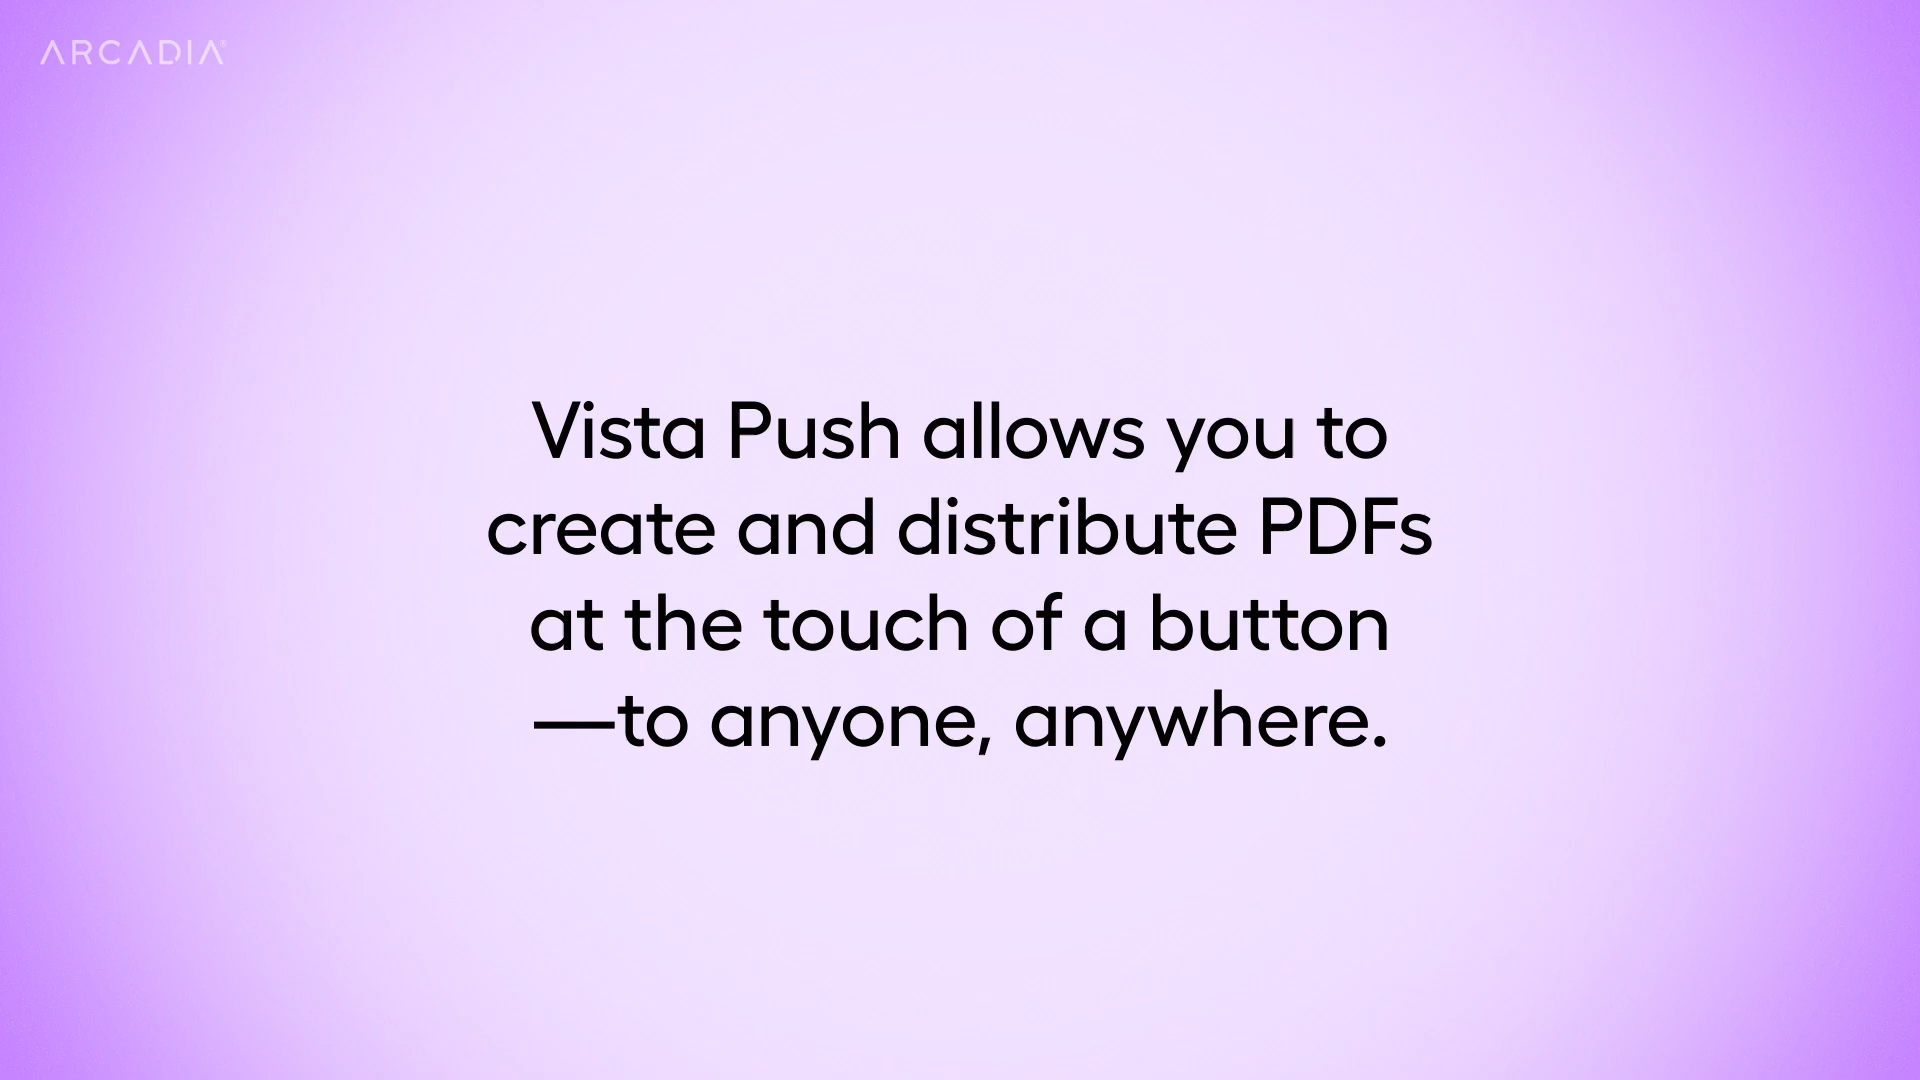 ARCADIA®
Vista Push allows you to
create and distribute PDFs
at the touch of a button
—to anyone, anywhere.